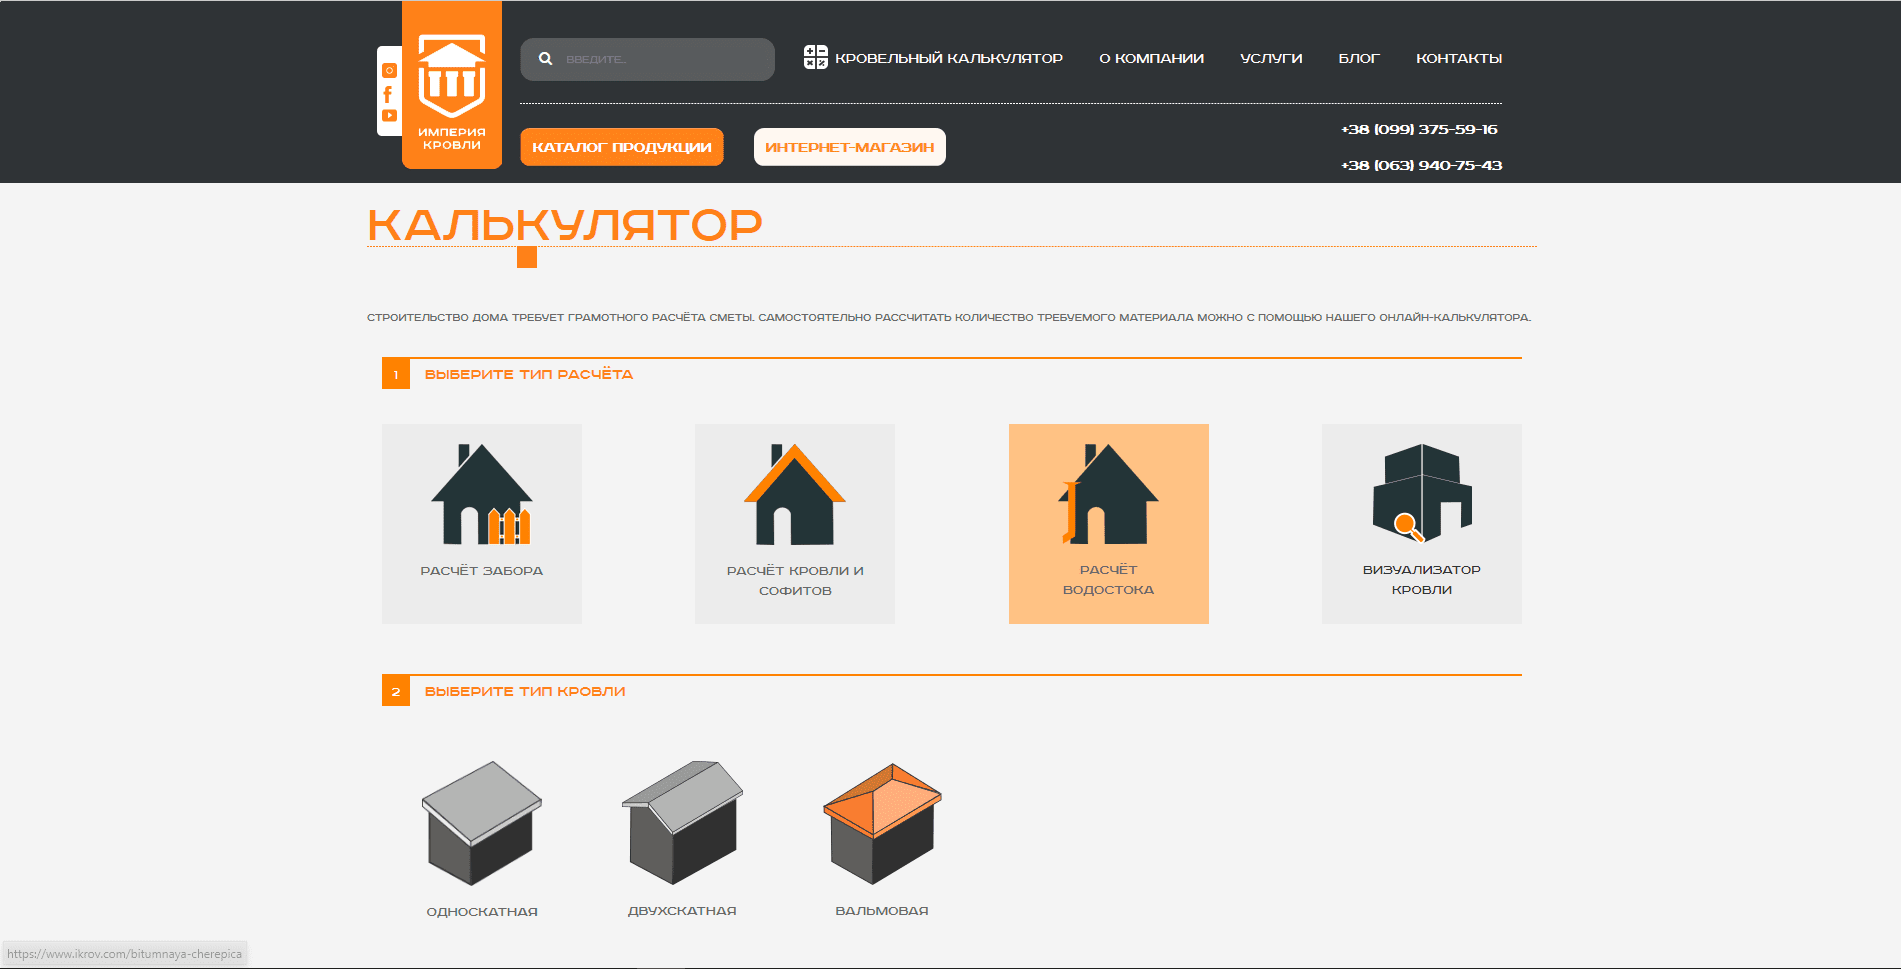 ВВЕДИТЕ...
КРОВЕЛЬНЫЙ КАЛЬКУЛЯТОР
О КОМПАНИИ
УСЛУГИ
БЛОГ
КОНТАКТЫ
ИМПЕРИЯ
КРОВЛИ
КАТАЛОГ ПРОДУКЦИИ
ИНТЕРНЕТ-МАГАЗИН
+38 (099) 375-59-16
+38 (063) 940-75-43
КАЛЬКУЛЯТОР
СТРОИТЕЛЬСТВО ДОМА ТРЕБУЕТ ГРАМОТНОГО РАСЧЁТА СМЕТЫ. САМОСТОЯТЕЛЬНО РАССЧИТАТЬ КОЛИЧЕСТВО ТРЕБУЕМОГО МАТЕРИАЛА МОЖНО С ПОМОЩЬЮ НАШЕГО ОНЛАЙН-КАЛЬКУЛЯТОРА.
1 ВЫБЕРИТЕ ТИП РАСЧЁТА
РАСЧЁТ ЗАБОРА
РАСЧЁТ КРОВЛИ И
СОФИТОВ
РАСЧЁТ
ВОДОСТОКА
ВИЗУАЛИЗАТОР
КРОВЛИ
2 ВЫБЕРИТЕ ТИП КРОВЛИ
ОДНОСКАТНАЯ
ДВУХСКАТНАЯ
ВАЛЬМОВАЯ
https://www.ikrov.com/bitumnaya-cherepica